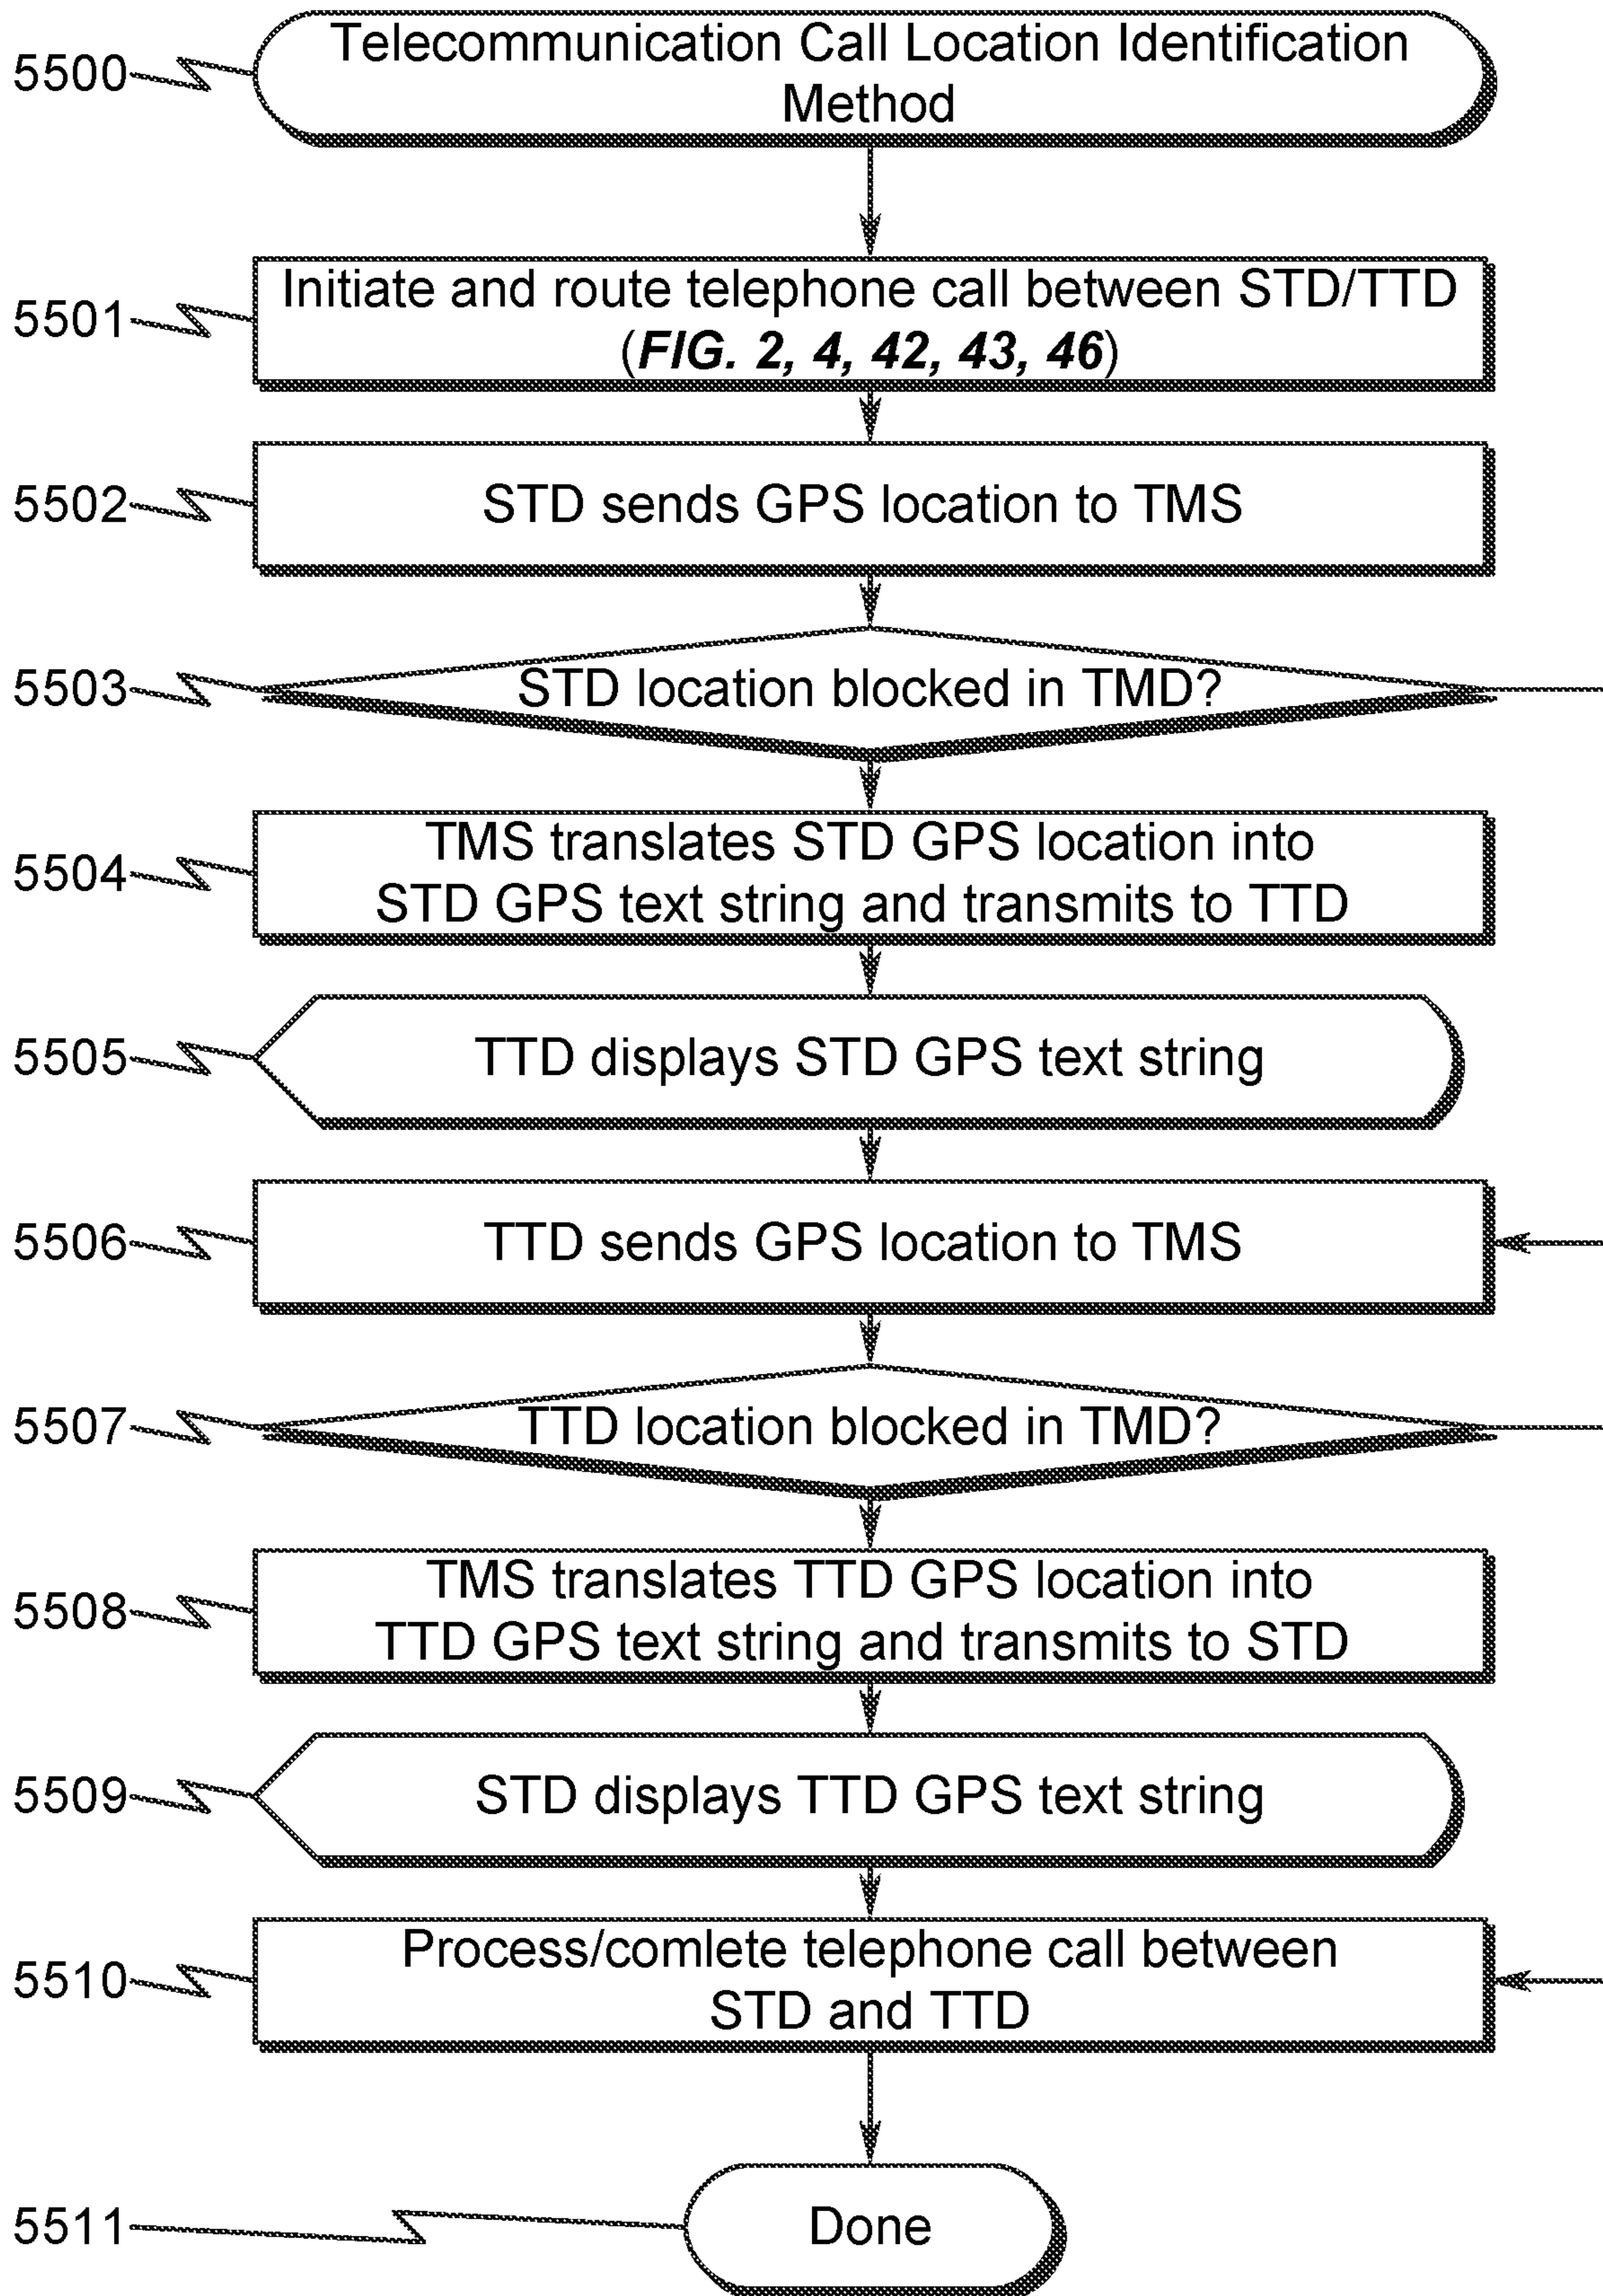 Telecommunication Call Location Identification
Method
5500
Initiate and route telephone call between STD/TTD
(FIG. 2, 4, 42, 43, 46)
5501
STD sends GPS location to TMS
5502
STD location blocked in TMD?
5503
TMS translates STD GPS location into
STD GPS text string and transmits to TTD
5504
TTD displays STD GPS text string
5505
TTD sends GPS location to TMS
5506
TTD location blocked in TMD?
5507
TMS translates TTD GPS location into
TTD GPS text string and transmits to STD
5508
STD displays TTD GPS text string
5509
Process/comlete telephone call between
STD and TTD
5510
Done
5511